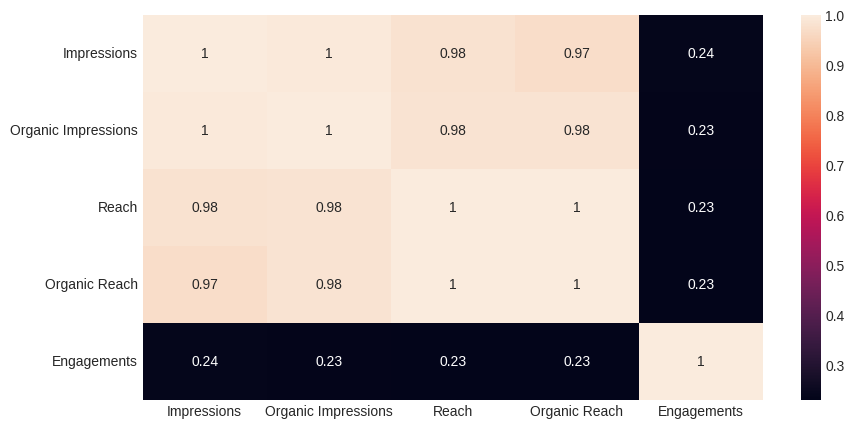 Impressions 1 1 0.98 0.97 0.24
Organic Impressions 1 1 0.98 0.98 0.23
Reach 0.98 0.98 1 1 0.23
Organic Reach 0.97 0.98 1 1 0.23
Engagements 0.24 0.23 0.23 0.23 1
Impressions Organic Impressions Reach Organic Reach Engagements
1.0
0.9
0.8
0.7
0.6
0.5
0.4
0.3